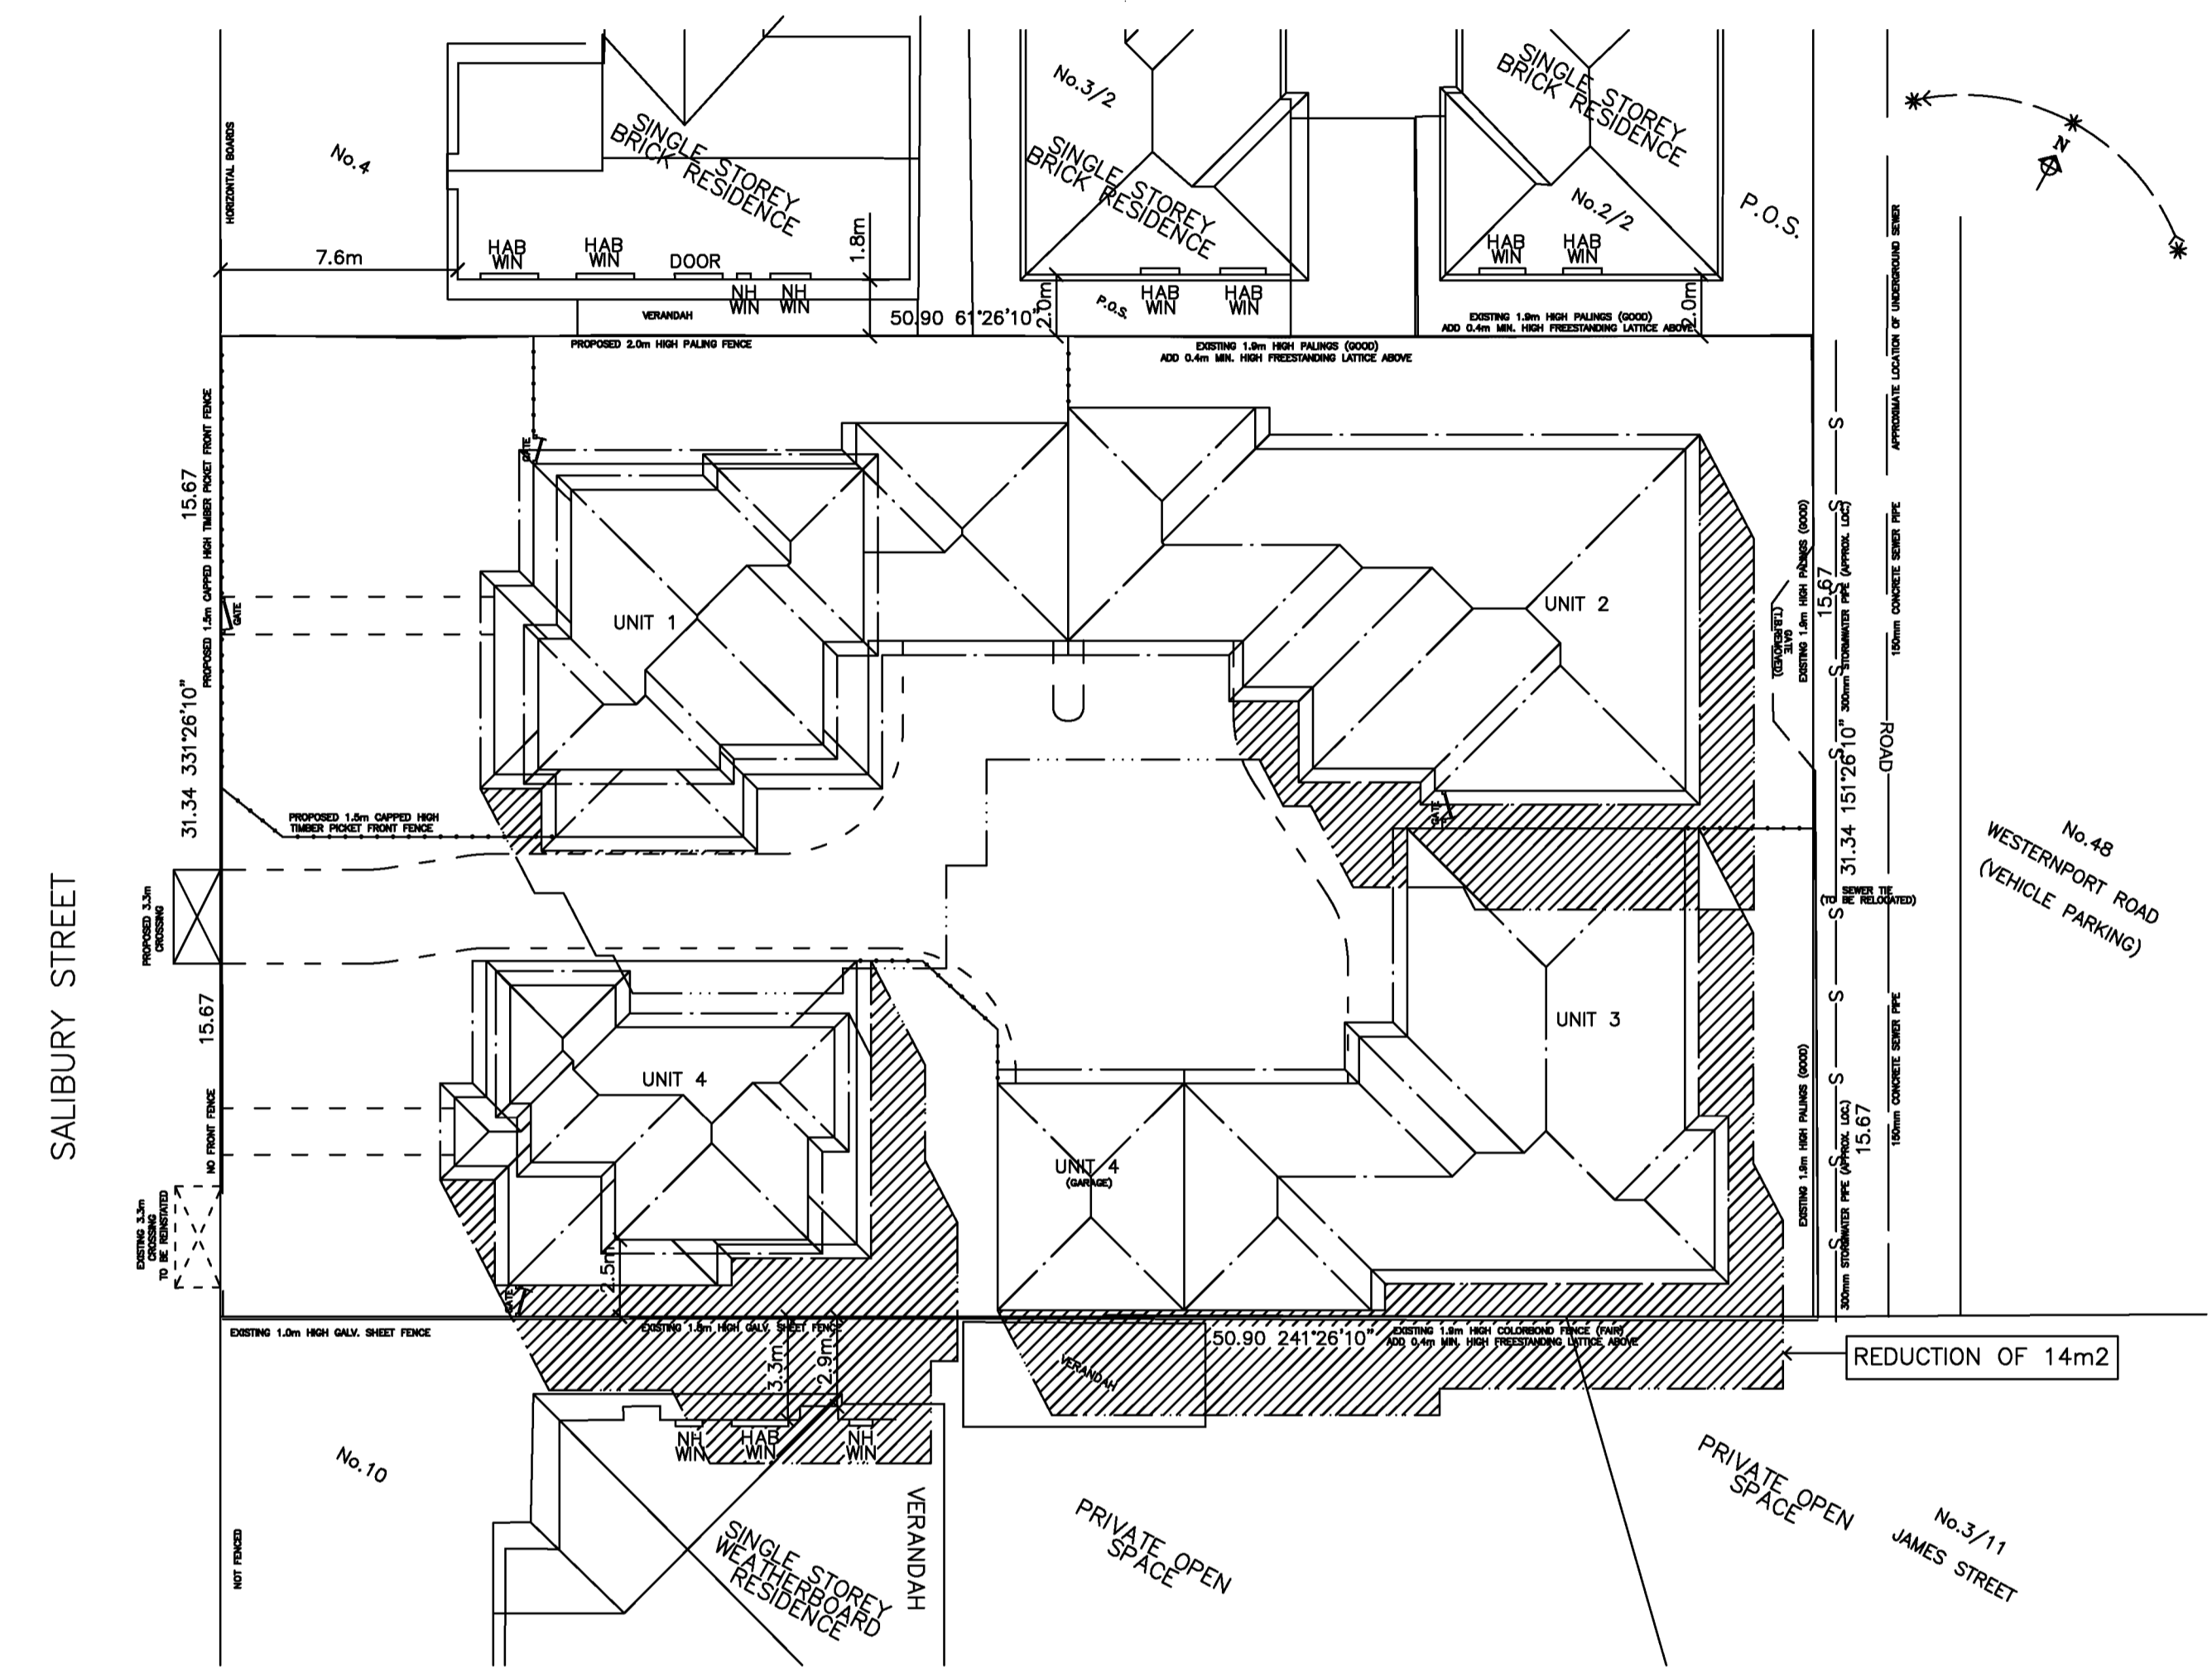 No.4
HORIZONTAL BOARDS
SINGLE STOREY
BRICK RESIDENCE
7.6m
HAB
WIN
HAB
WIN
DOOR
NH
WIN
NH
WIN
1.8m
VERANDAH
50.90 61°26'10"
No.3/2
SINGLE STOREY
BRICK RESIDENCE
2.0m
P.O.S.
HAB
WIN
HAB
WIN
SINGLE STOREY
BRICK RESIDENCE
No.2/2
HAB
WIN
HAB
WIN
2.0m
P.O.S.
N
EXISTING 1.9m HIGH PALINGS (GOOD)
ADD 0.4m MIN. HIGH FREESTANDING LATTICE ABOVE
PROPOSED 2.0m HIGH PALING FENCE
EXISTING 1.9m HIGH PALINGS (GOOD)
ADD 0.4m MIN. HIGH FREESTANDING LATTICE ABOVE
APPROXIMATE LOCATION OF UNDERGROUND SEWER
15.67
PROPOSED 1.5m CAPPED HIGH TIMBER PICKET FRONT FENCE
GATE
GATE
UNIT 1
UNIT 2
31.34 331°26'10"
PROPOSED 1.5m CAPPED HIGH
TIMBER PICKET FRONT FENCE
GATE
(T.B.REMOVED)
EXISTING 1.9m HIGH PALINGS (GOOD)
15.67
S
S
S
S
S
300mm STORMWATER PIPE (APPROX. LOC.)
150mm CONCRETE SEWER PIPE
ROAD
31.34 151°26'10"
GATE
SALIBURY STREET
PROPOSED 3.3m
CROSSING
15.67
NO FRONT FENCE
EXISTING 3.3m
CROSSING
TO BE REINSTATED
SEWER TIE
(TO BE RELOCATED)
No.48
WESTERNPORT ROAD
(VEHICLE PARKING)
UNIT 4
UNIT 3
UNIT 4
(GARAGE)
EXISTING 1.9m HIGH PALINGS (GOOD)
S
S
S
S
S
15.67
300mm STORMWATER PIPE (APPROX. LOC.)
150mm CONCRETE SEWER PIPE
2.5m
GATE
EXISTING 1.0m HIGH GALV. SHEET FENCE
EXISTING 1.5m HIGH GALV. SHEET FENCE
3.3m
2.9m
50.90 241°26'10"
EXISTING 1.9m HIGH COLORBOND FENCE (FAIR)
ADD 0.4m MIN. HIGH FREESTANDING LATTICE ABOVE
REDUCTION OF 14m2
VERANDAH
NH
WIN
HAB
WIN
NH
WIN
No.10
NOT FENCED
SINGLE STOREY
WEATHERBOARD
RESIDENCE
VERANDAH
PRIVATE OPEN
SPACE
PRIVATE OPEN
SPACE
No.3/11
JAMES STREET